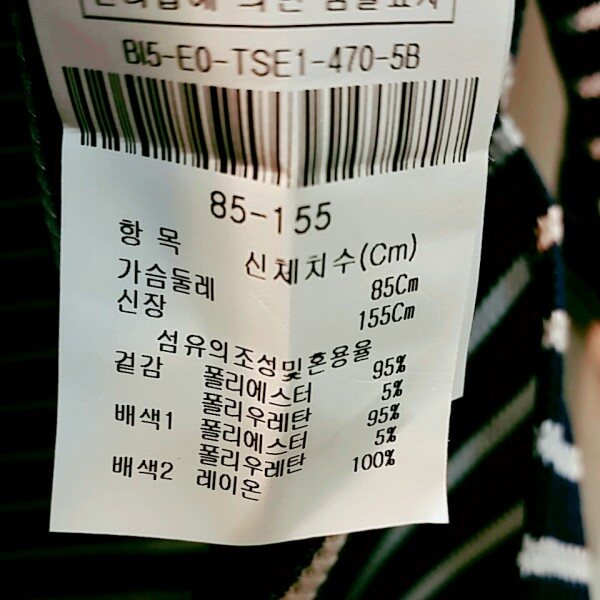 BI5-E0-TSE1-470-5B
85-155
항 목 신체치수(Cm)
가슴둘레 85Cm
신장 155Cm
섬유의조성및혼용율
겉감 폴리에스터 95%
폴리우레탄 5%
배색1 폴리에스터 95%
폴리우레탄 5%
배색2 레이온 100%